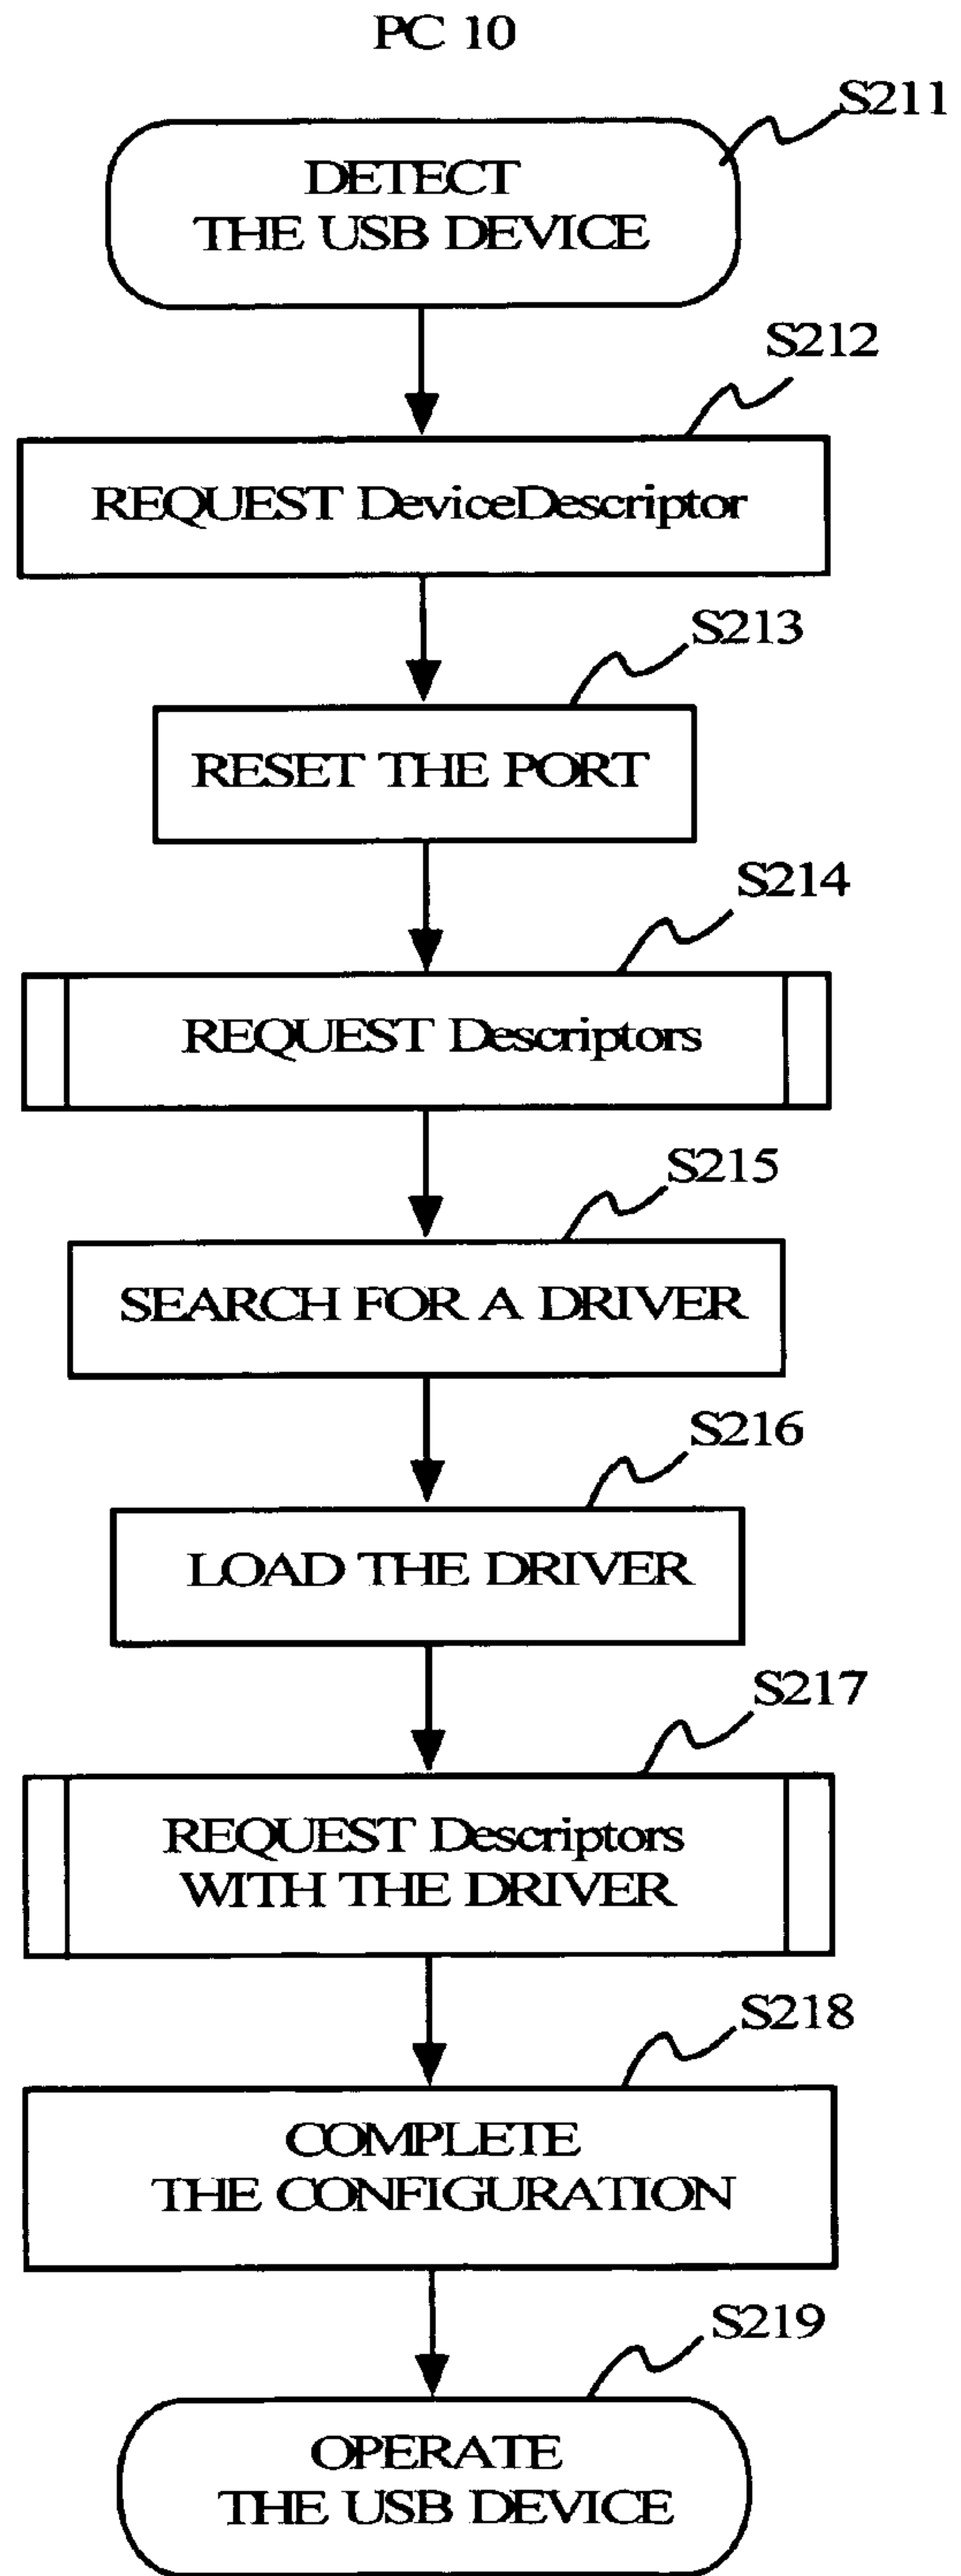 PC 10
S211
DETECT
THE USB DEVICE
S212
REQUEST DeviceDescriptor
S213
RESET THE PORT
S214
REQUEST Descriptors
S215
SEARCH FOR A DRIVER
S216
LOAD THE DRIVER
S217
REQUEST Descriptors
WITH THE DRIVER
S218
COMPLETE
THE CONFIGURATION
S219
OPERATE
THE USB DEVICE